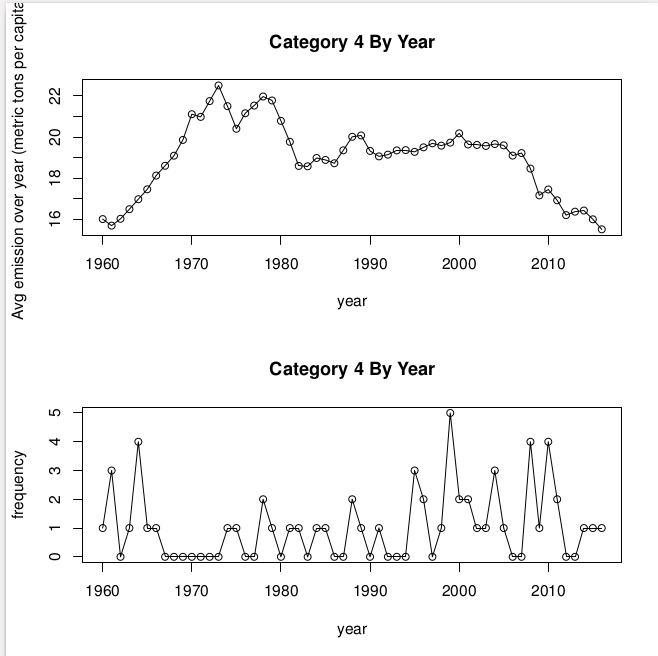 Category 4 By Year
Avg emission over year (metric tons per capita
22
20
18
16
1960 1970 1980 1990 2000 2010
year
Category 4 By Year
frequency
5
4
3
2
1
0
1960 1970 1980 1990 2000 2010
year